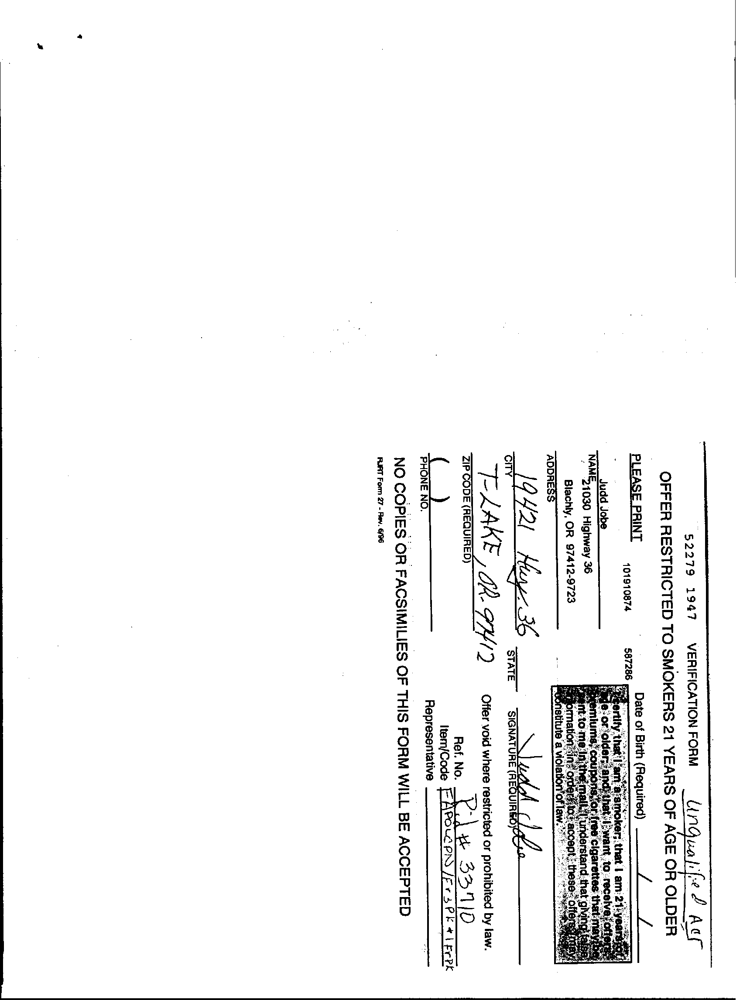 52279 1947 VERIFICATION FORM Unqualified Acc
OFFER RESTRICTED TO SMOKERS 21 YEARS OF AGE OR OLDER
PLEASE PRINT 101910874 587286 Date of Birth (Required) / /
Judd Jobe
NAME 21030 Highway 36
Blachly, OR 97412-9723
ADDRESS
I certify that I am a smoker, that I am 21 years of
age or older, and that I want to receive offers,
premiums, coupons, or free cigarettes that may be
sent to me in the mail. I understand that giving false
information in order to accept these offers may
constitute a violation of law.
19421 Hwy. 36
CITY STATE SIGNATURE (REQUIRED)
Judd Jobe
T-LAKE, OR. 97412
ZIP CODE (REQUIRED) Offer void where restricted or prohibited by law.
( ) Ref. No. P.id # 33710
PHONE NO. Item/Code FAPOLCPN/Fr3PK+1FrPK
Representative
NO COPIES OR FACSIMILIES OF THIS FORM WILL BE ACCEPTED
RJRT Form 27 - Rev. 6/96